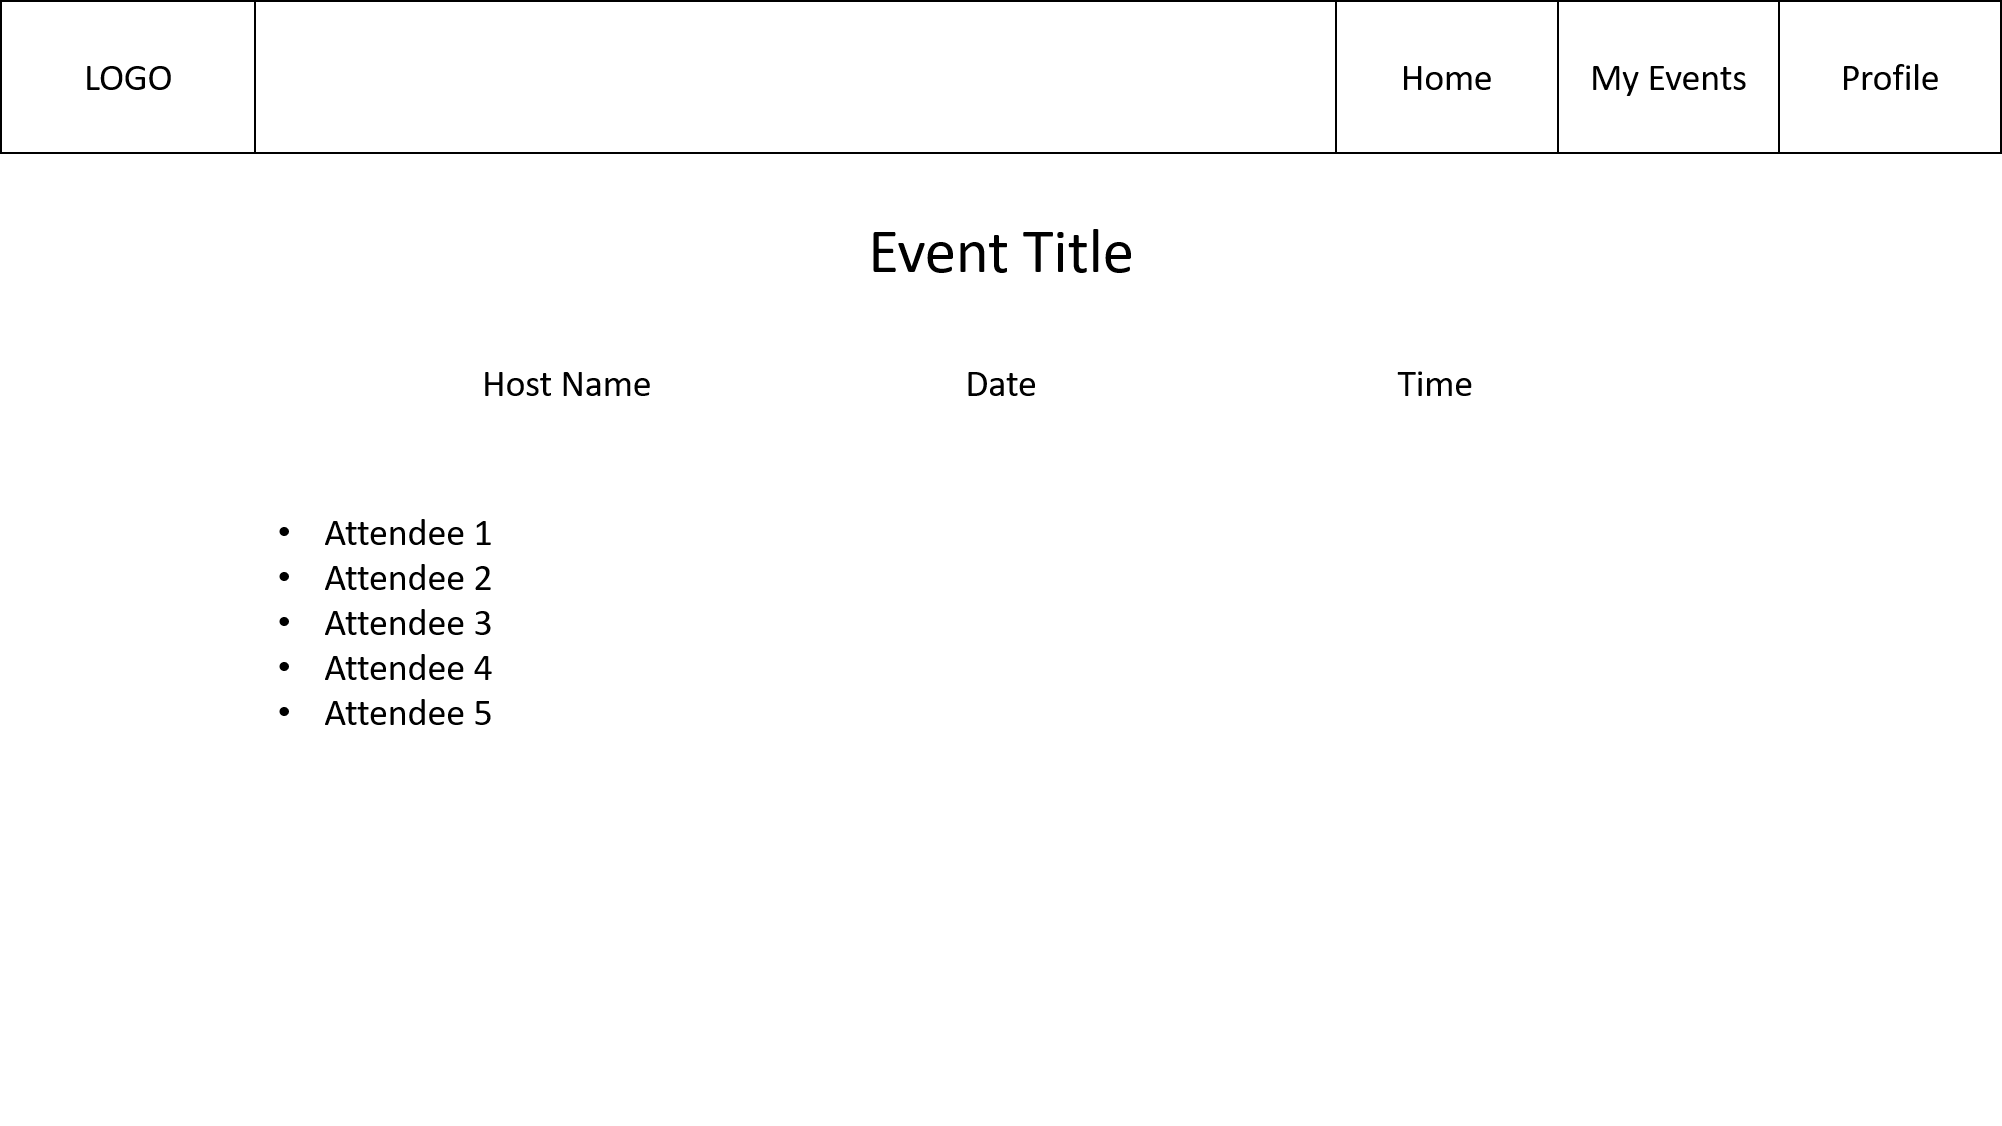 LOGO
Home
My Events
Profile
Event Title
Host Name
Date
Time
• Attendee 1
• Attendee 2
• Attendee 3
• Attendee 4
• Attendee 5